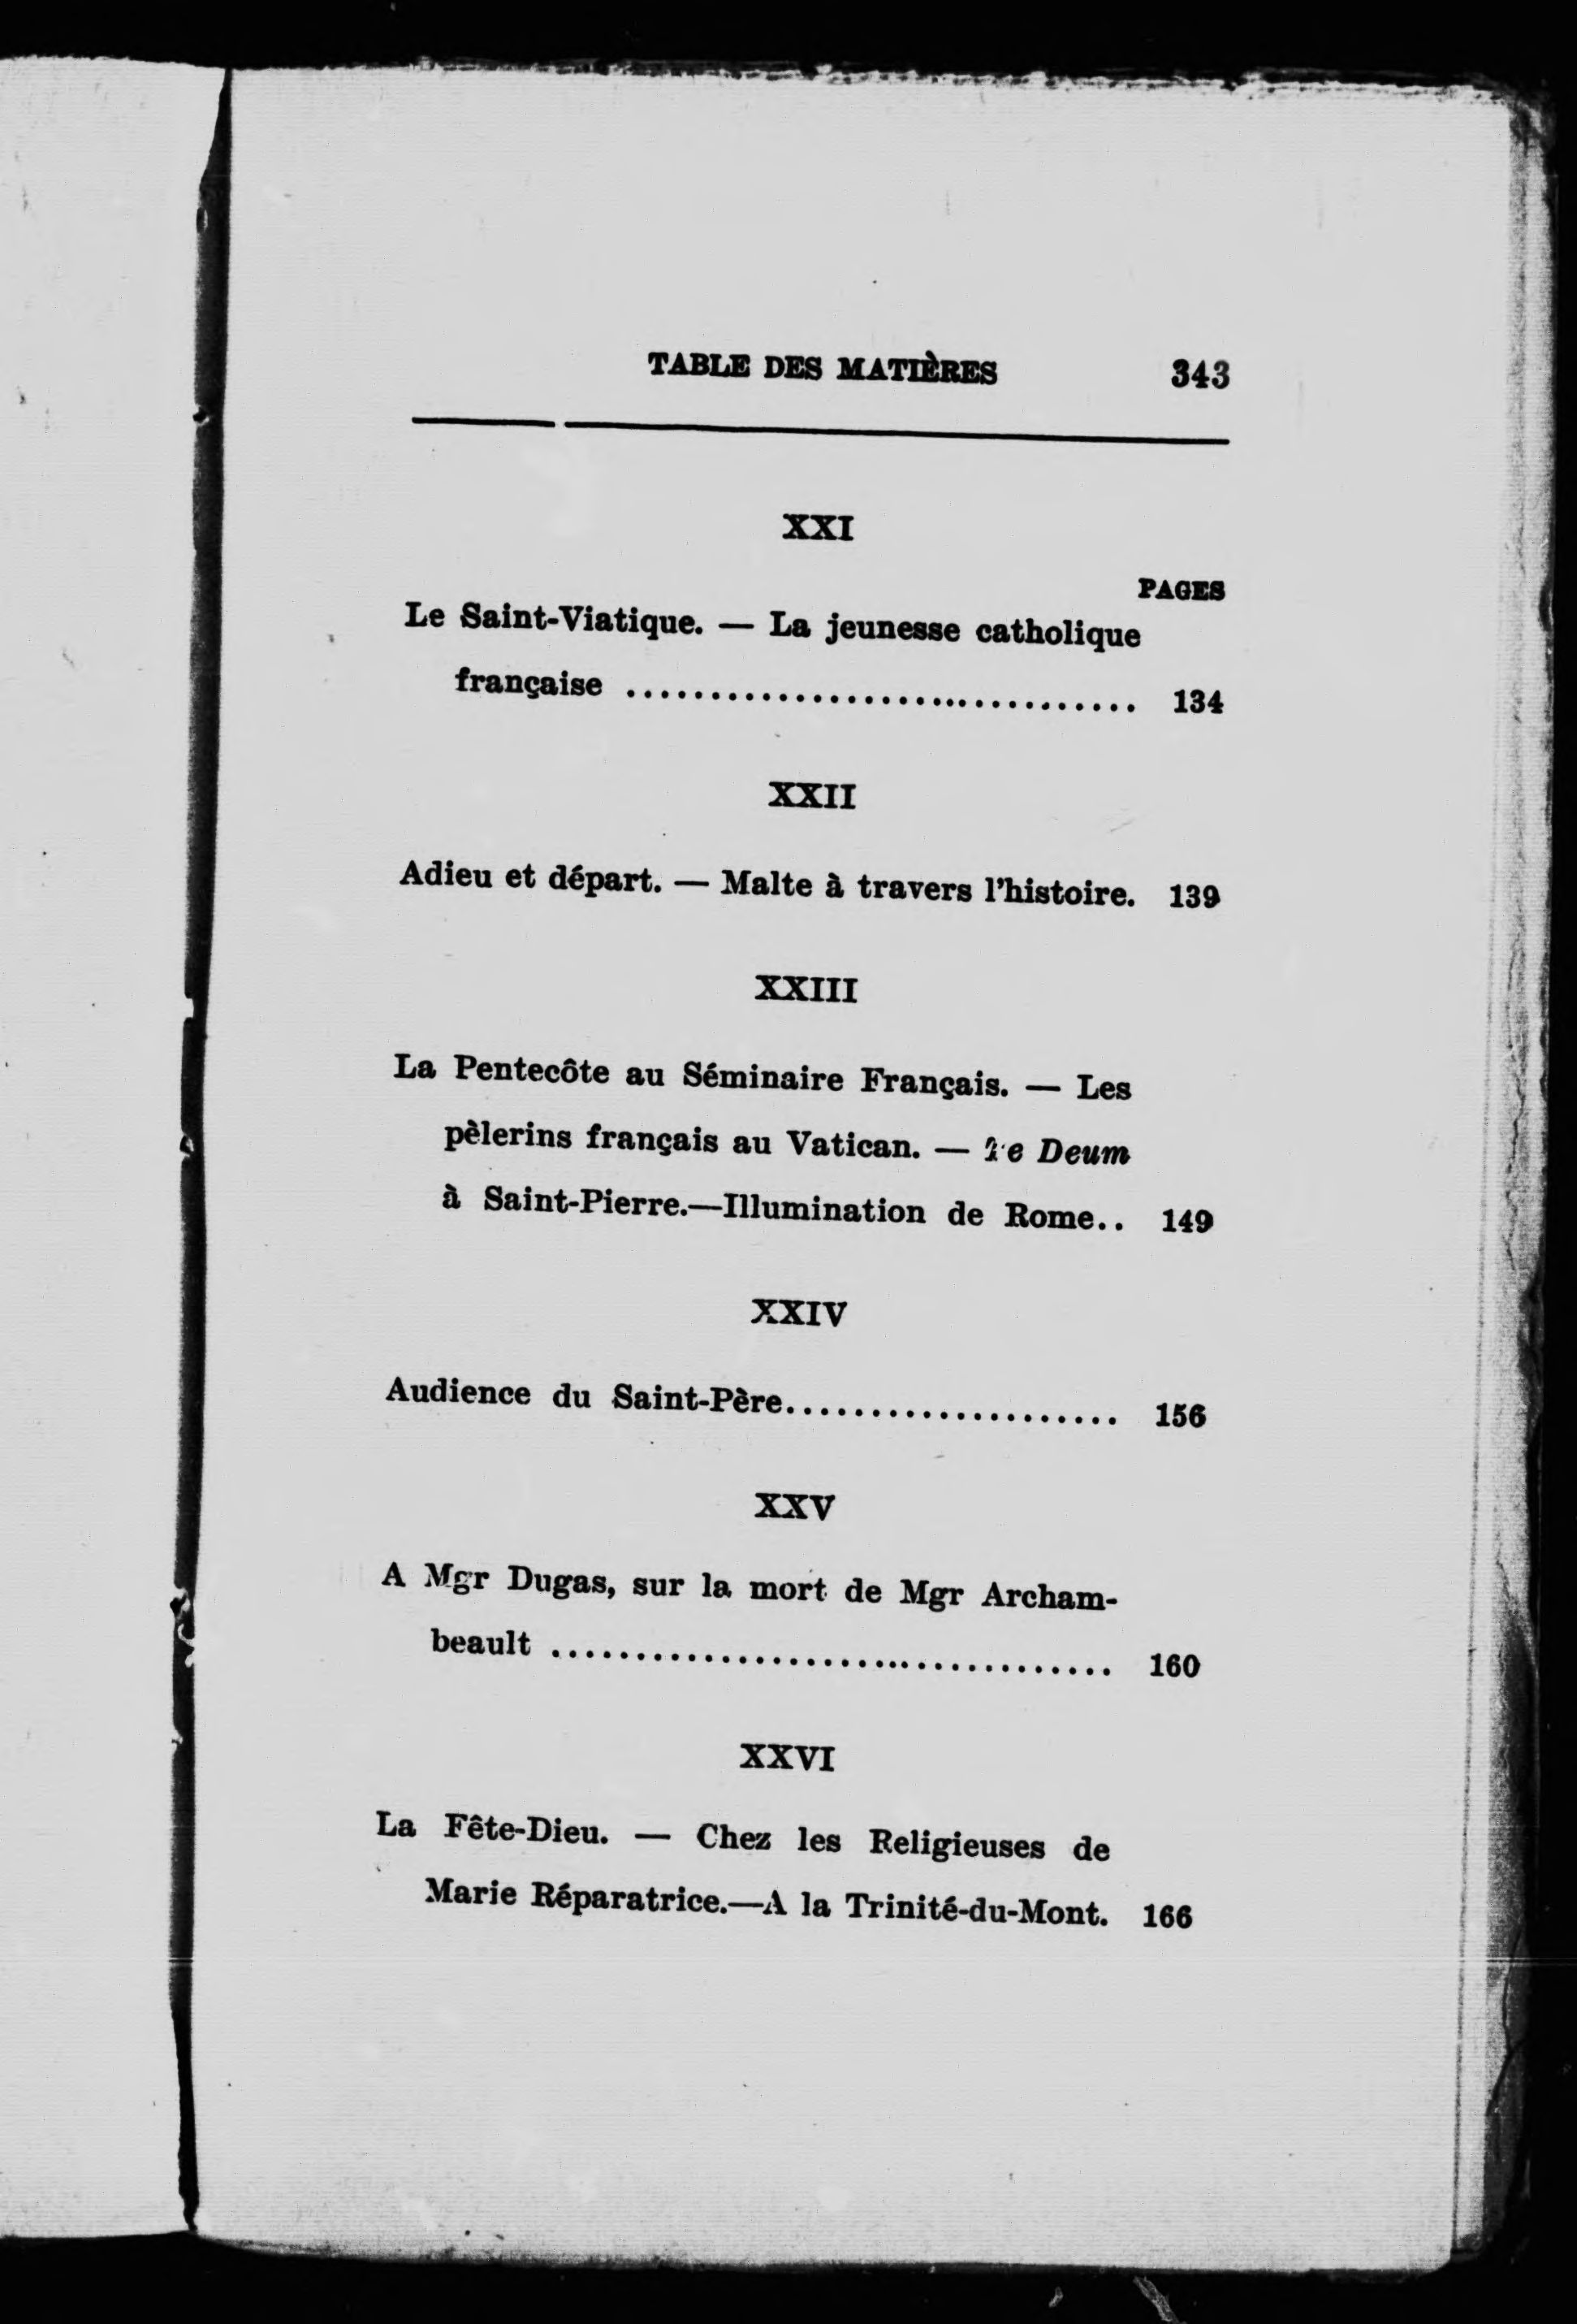 TABLE DES MATIÈRES 343
XXI
PAGES
Le Saint-Viatique. — La jeunesse catholique
française ................................ 134
XXII
Adieu et départ. — Malte à travers l'histoire. 139
XXIII
La Pentecôte au Séminaire Français. — Les
pèlerins français au Vatican. — Te Deum
à Saint-Pierre.—Illumination de Rome.. 149
XXIV
Audience du Saint-Père.................... 156
XXV
A Mgr Dugas, sur la mort de Mgr Archam-
beault .................................. 160
XXVI
La Fête-Dieu. — Chez les Religieuses de
Marie Réparatrice.—A la Trinité-du-Mont. 166